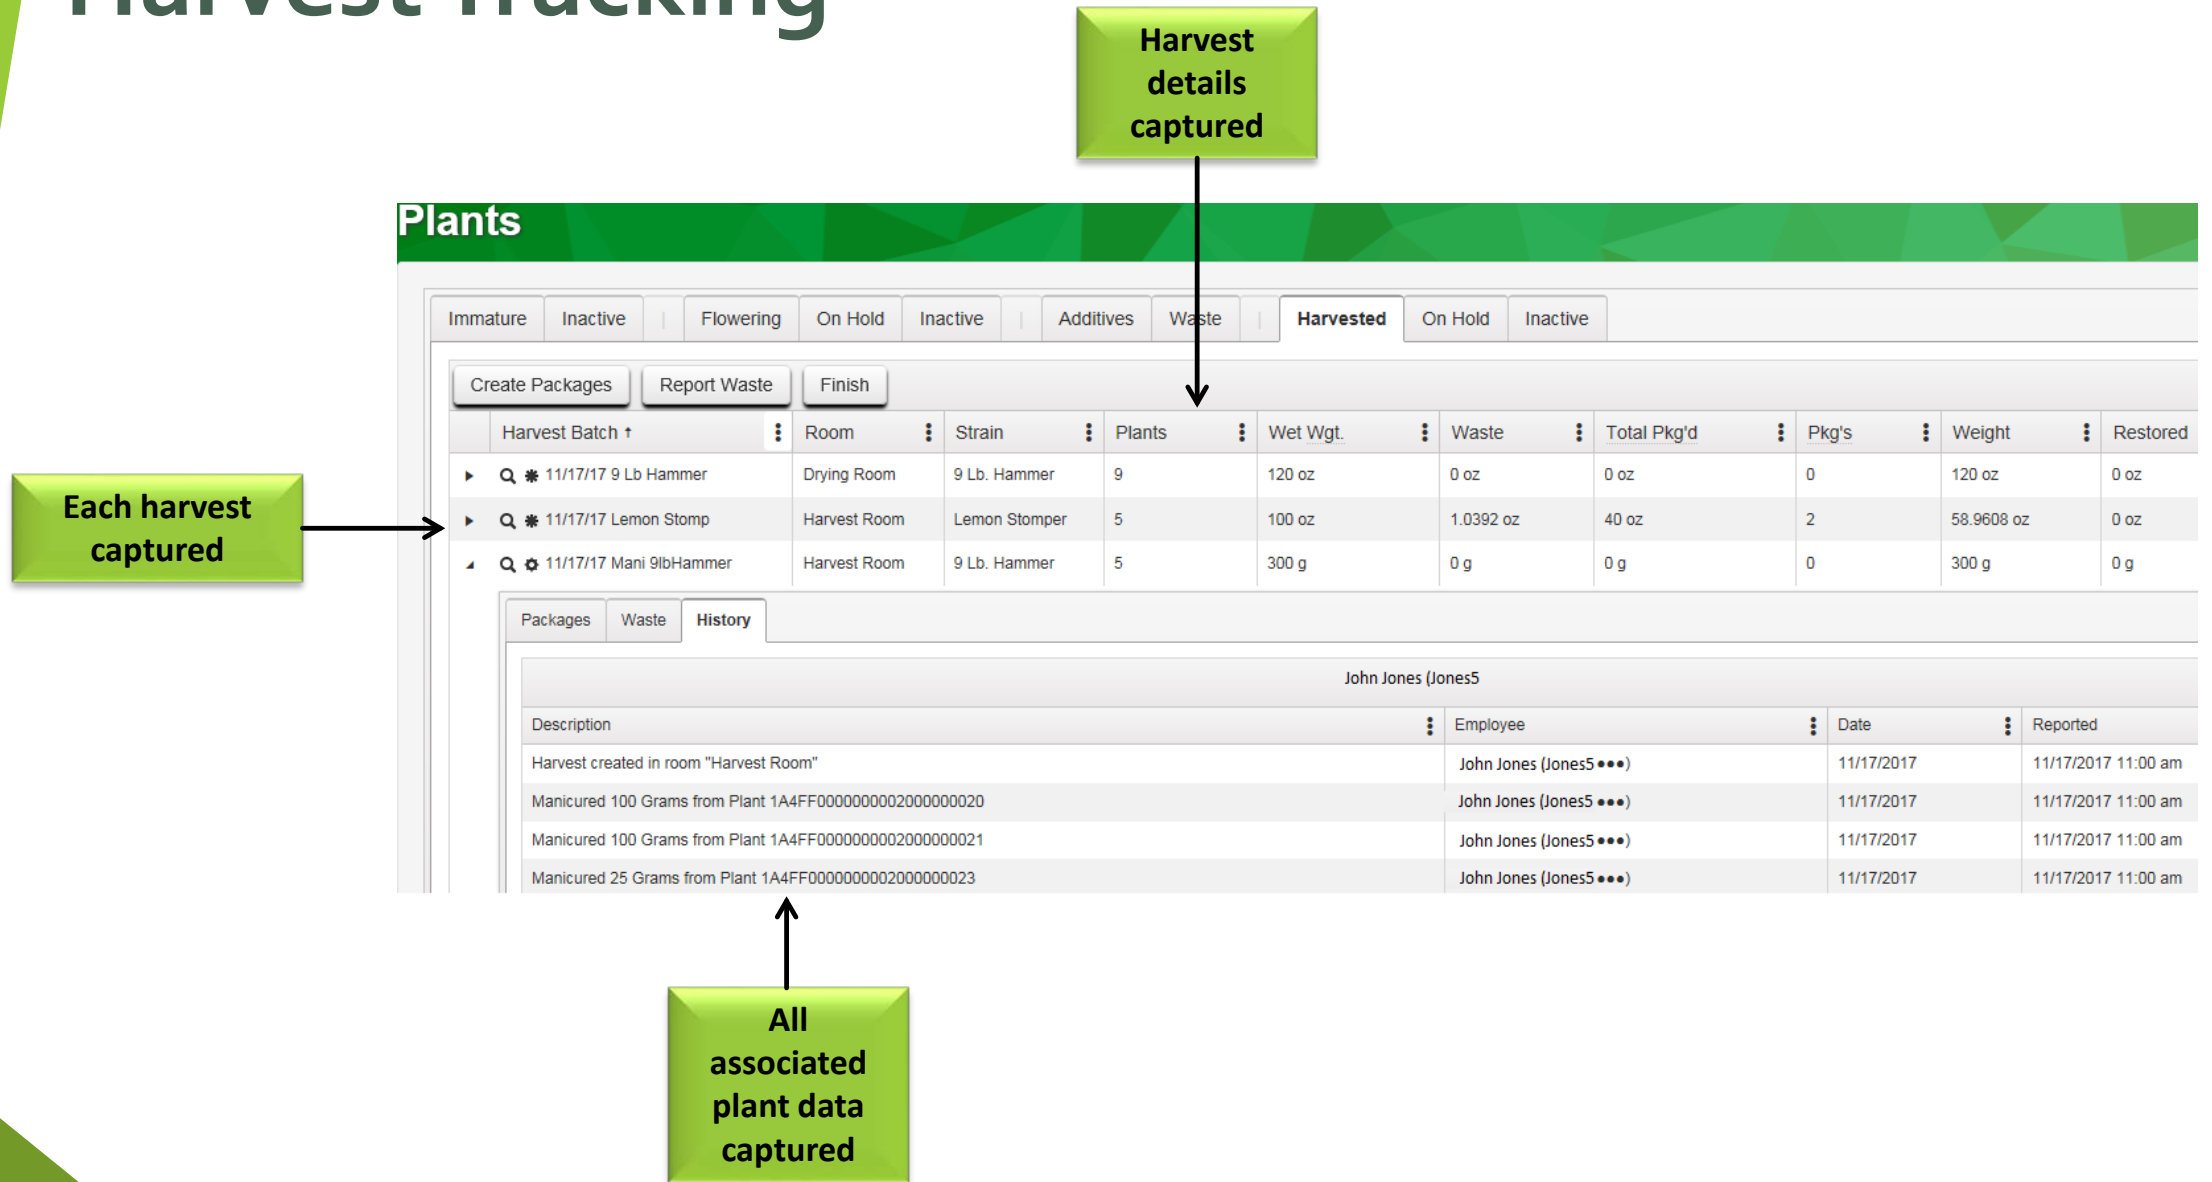 Harvest Tracking
Harvest
details
captured
Plants
Immature Inactive | Flowering On Hold Inactive | Additives Waste | Harvested On Hold Inactive
Create Packages Report Waste Finish
Harvest Batch ↑ Room Strain Plants Wet Wgt. Waste Total Pkg'd Pkg's Weight Restored
11/17/17 9 Lb Hammer Drying Room 9 Lb. Hammer 9 120 oz 0 oz 0 oz 0 120 oz 0 oz
Each harvest
captured
11/17/17 Lemon Stomp Harvest Room Lemon Stomper 5 100 oz 1.0392 oz 40 oz 2 58.9608 oz 0 oz
11/17/17 Mani 9lbHammer Harvest Room 9 Lb. Hammer 5 300 g 0 g 0 g 0 300 g 0 g
Packages Waste History
John Jones (Jones5
Description Employee Date Reported
Harvest created in room "Harvest Room" John Jones (Jones5●●●) 11/17/2017 11/17/2017 11:00 am
Manicured 100 Grams from Plant 1A4FF0000000002000000020 John Jones (Jones5●●●) 11/17/2017 11/17/2017 11:00 am
Manicured 100 Grams from Plant 1A4FF0000000002000000021 John Jones (Jones5●●●) 11/17/2017 11/17/2017 11:00 am
Manicured 25 Grams from Plant 1A4FF0000000002000000023 John Jones (Jones5●●●) 11/17/2017 11/17/2017 11:00 am
All
associated
plant data
captured